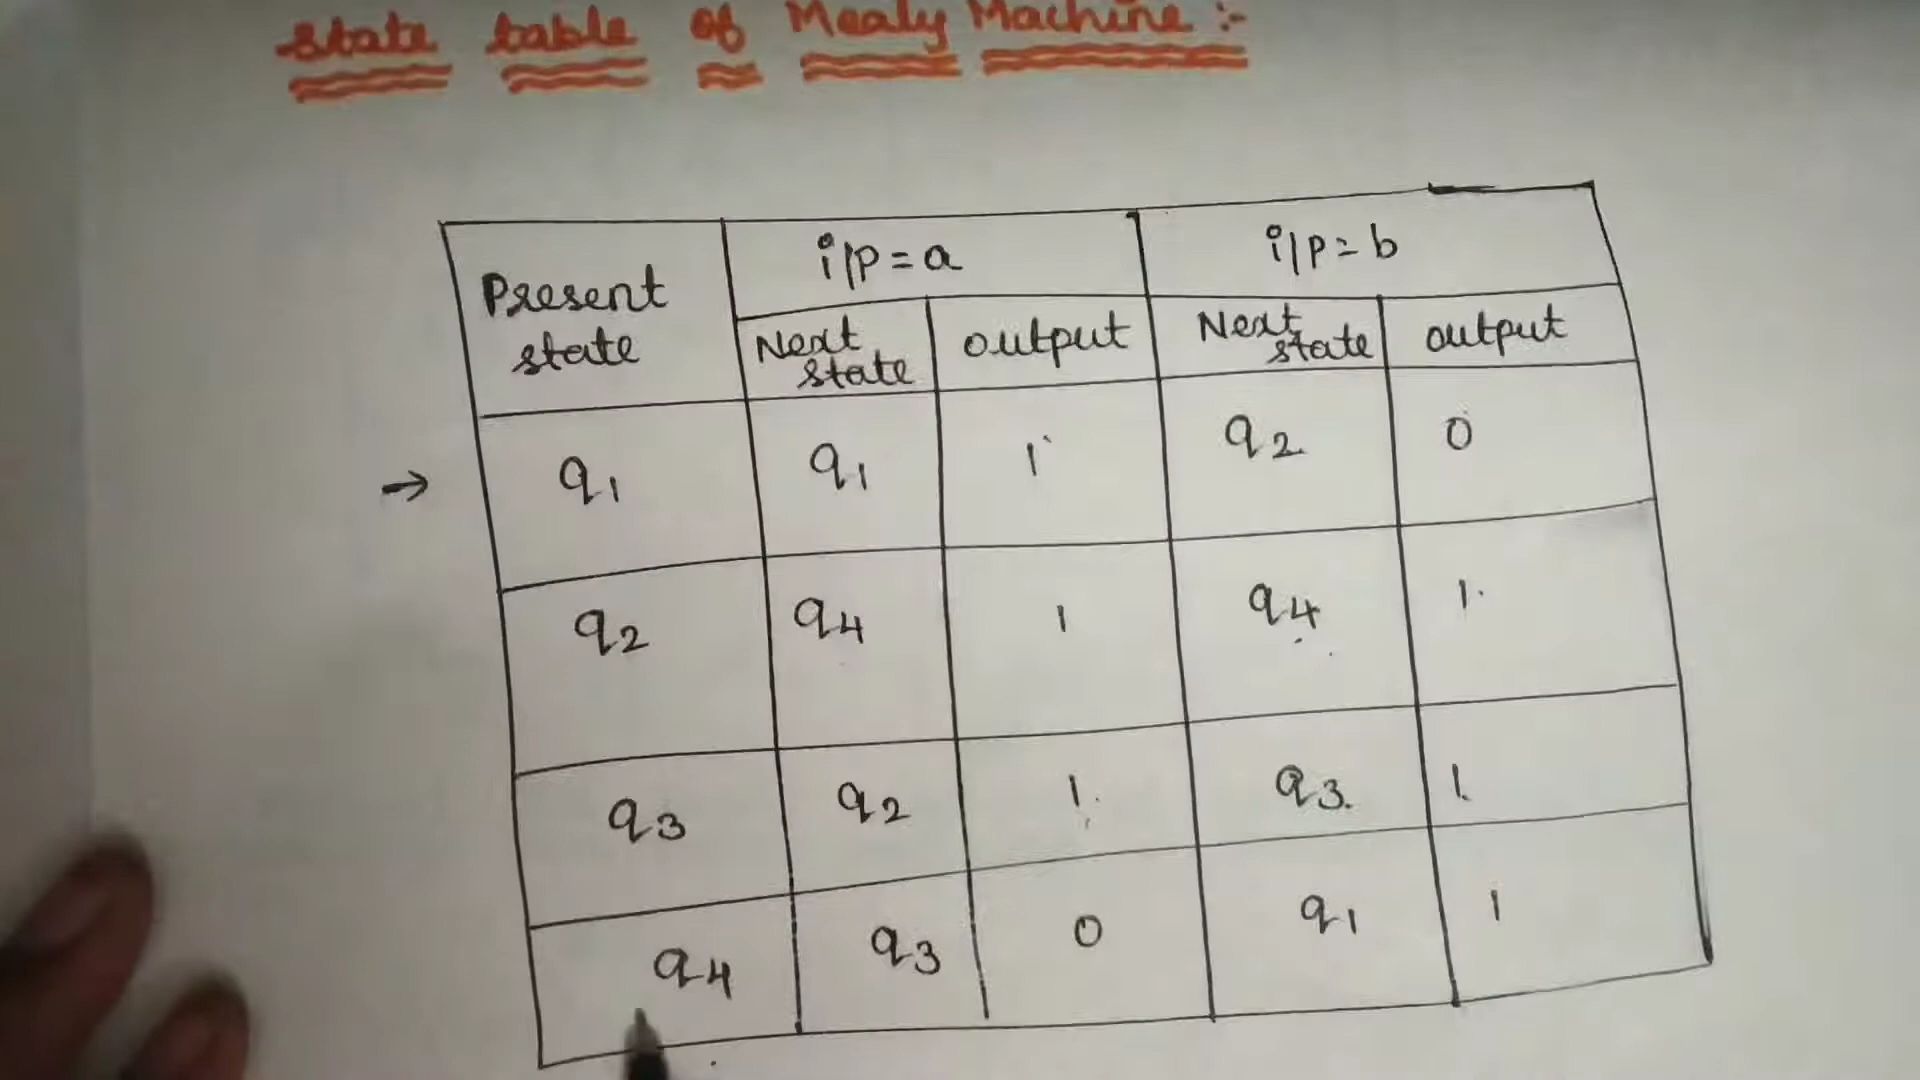 State table of Mealy Machine :-
Present state
i/p = a
i/p = b
Next state
output
Next state
output
→ q1 q1 1 q2 0
q2 q4 1 q4 1
q3 q2 1 q3 1
q4 q3 0 q1 1